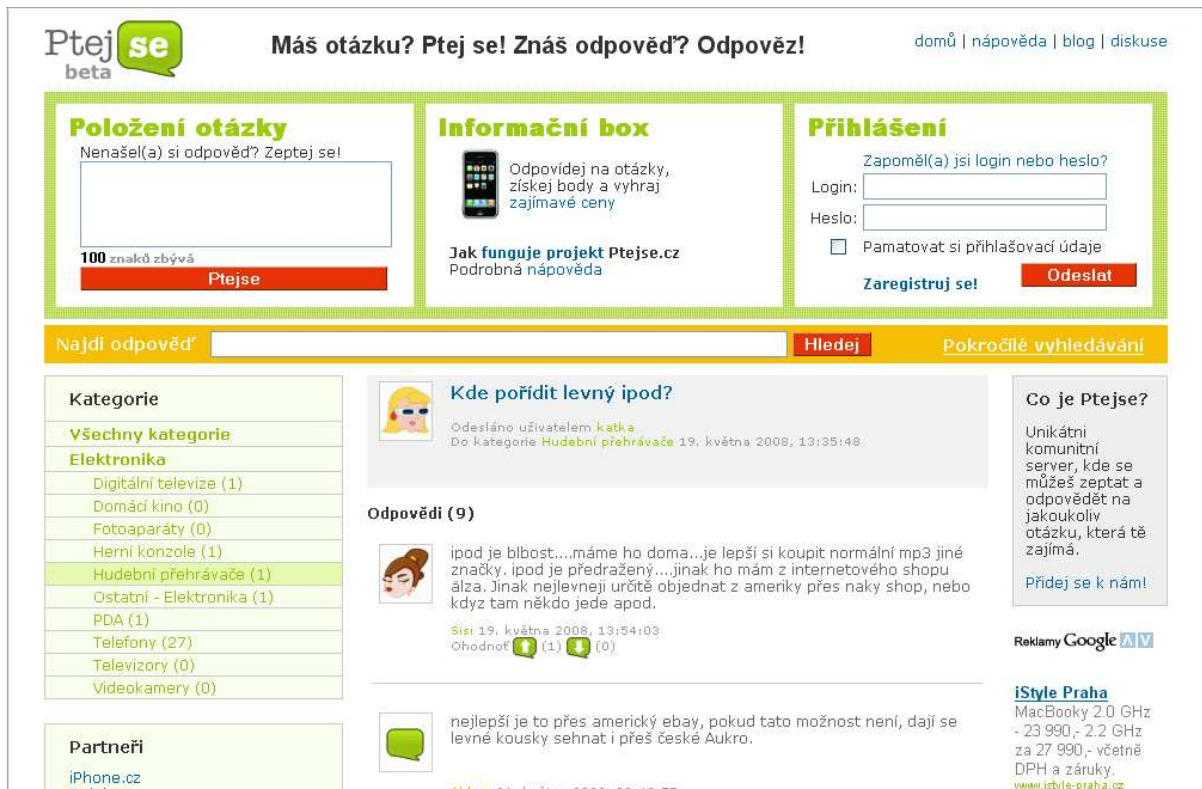 Ptej se
beta
Máš otázku? Ptej se! Znáš odpověď? Odpověz!
domů | nápověda | blog | diskuse
Položení otázky
Nenašel(a) si odpověď? Zeptej se!
100 znaků zbývá
Ptejse
Informační box
Odpovídej na otázky,
získej body a vyhraj
zajímavé ceny
Jak funguje projekt Ptejse.cz
Podrobná nápověda
Přihlášení
Zapoměl(a) jsi login nebo heslo?
Login:
Heslo:
Pamatovat si přihlašovací údaje
Zaregistruj se!
Odeslat
Najdi odpověď
Hledej
Pokročilé vyhledávání
Kategorie
Všechny kategorie
Elektronika
Digitální televize (1)
Domácí kino (0)
Fotoaparáty (0)
Herní konzole (1)
Hudební přehrávače (1)
Ostatní - Elektronika (1)
PDA (1)
Telefony (27)
Televizory (0)
Videokamery (0)
Partneři
iPhone.cz
Kde pořídit levný ipod?
Odesláno uživatelem katka
Do kategorie Hudební přehrávače 19. května 2008, 13:35:48
Odpovědi (9)
ipod je blbost....máme ho doma...je lepší si koupit normální mp3 jiné
značky. ipod je předražený....jinak ho mám z internetového shopu
álza. Jinak nejlevneji určitě objednat z ameriky přes naky shop, nebo
kdyz tam někdo jede apod.
Sisi 19. května 2008, 13:54:03
Ohodnoť (1) (0)
nejlepší je to přes americký ebay, pokud tato možnost není, dají se
levné kousky sehnat i přeš české Aukro.
Co je Ptejse?
Unikátni
komunitní
server, kde se
můžeš zeptat a
odpovědět na
jakoukoliv
otázku, která tě
zajímá.
Přidej se k nám!
Reklamy Google
iStyle Praha
MacBooky 2.0 GHz
- 23 990,- 2.2 GHz
za 27 990,- včetně
DPH a záruky.
www.istyle-praha.cz